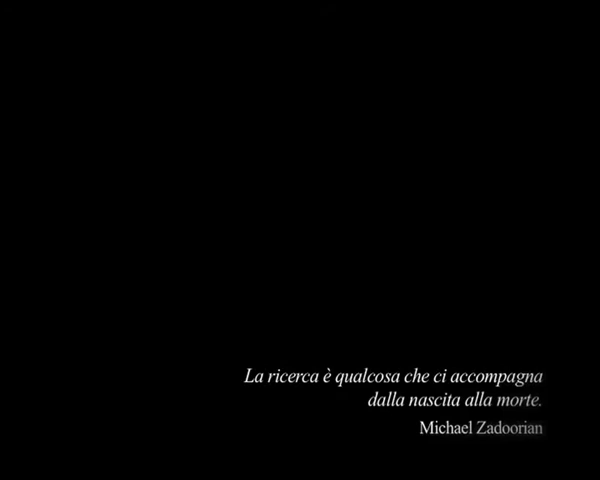 La ricerca è qualcosa che ci accompagna
dalla nascita alla morte.
Michael Zadoorian